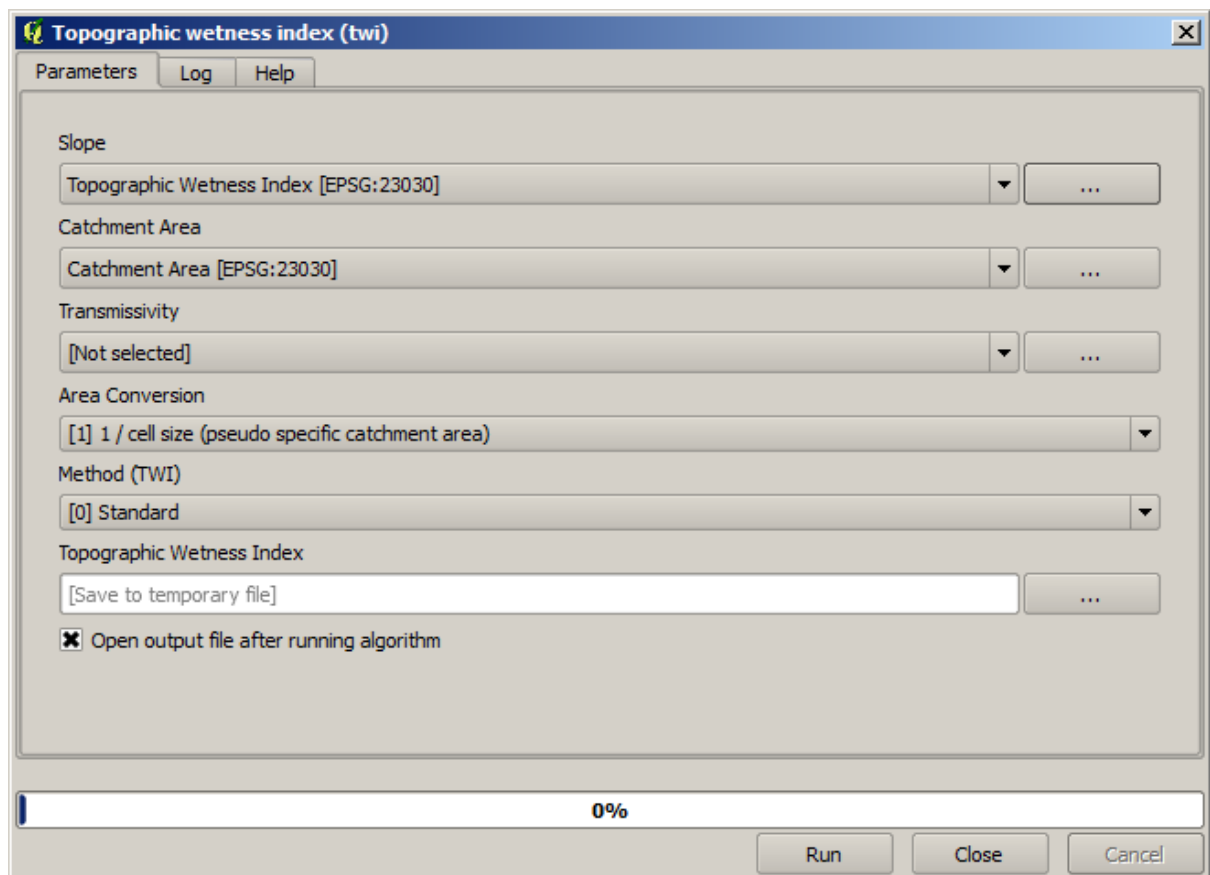 Topographic wetness index (twi)
Parameters Log Help
Slope
Topographic Wetness Index [EPSG:23030] ...
Catchment Area
Catchment Area [EPSG:23030] ...
Transmissivity
[Not selected] ...
Area Conversion
[1] 1 / cell size (pseudo specific catchment area)
Method (TWI)
[0] Standard
Topographic Wetness Index
[Save to temporary file] ...
Open output file after running algorithm
0%
Run Close Cancel